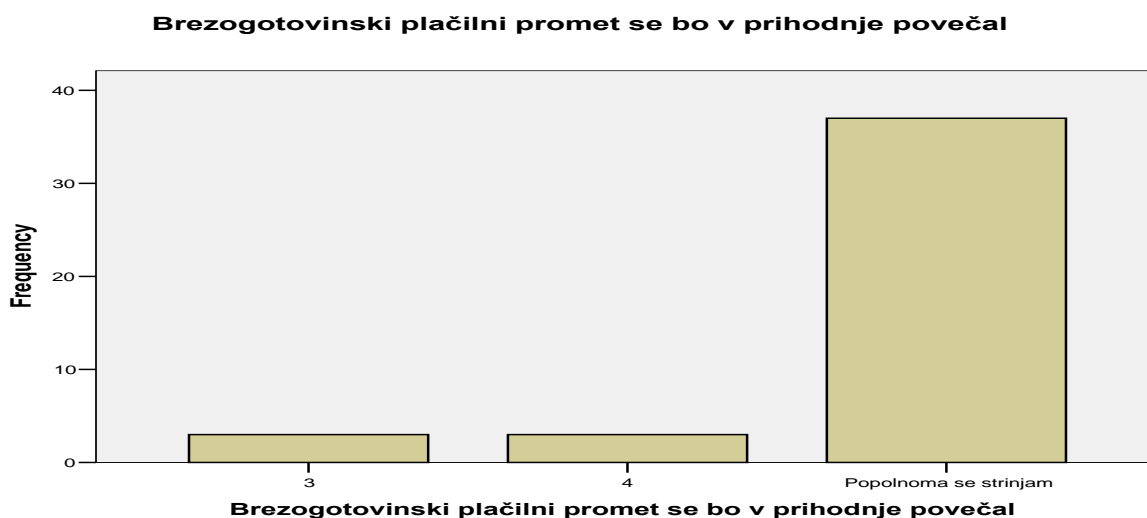 Brezogotovinski plačilni promet se bo v prihodnje povečal
40
30
20
10
0
Frequency
3
4
Popolnoma se strinjam
Brezogotovinski plačilni promet se bo v prihodnje povečal